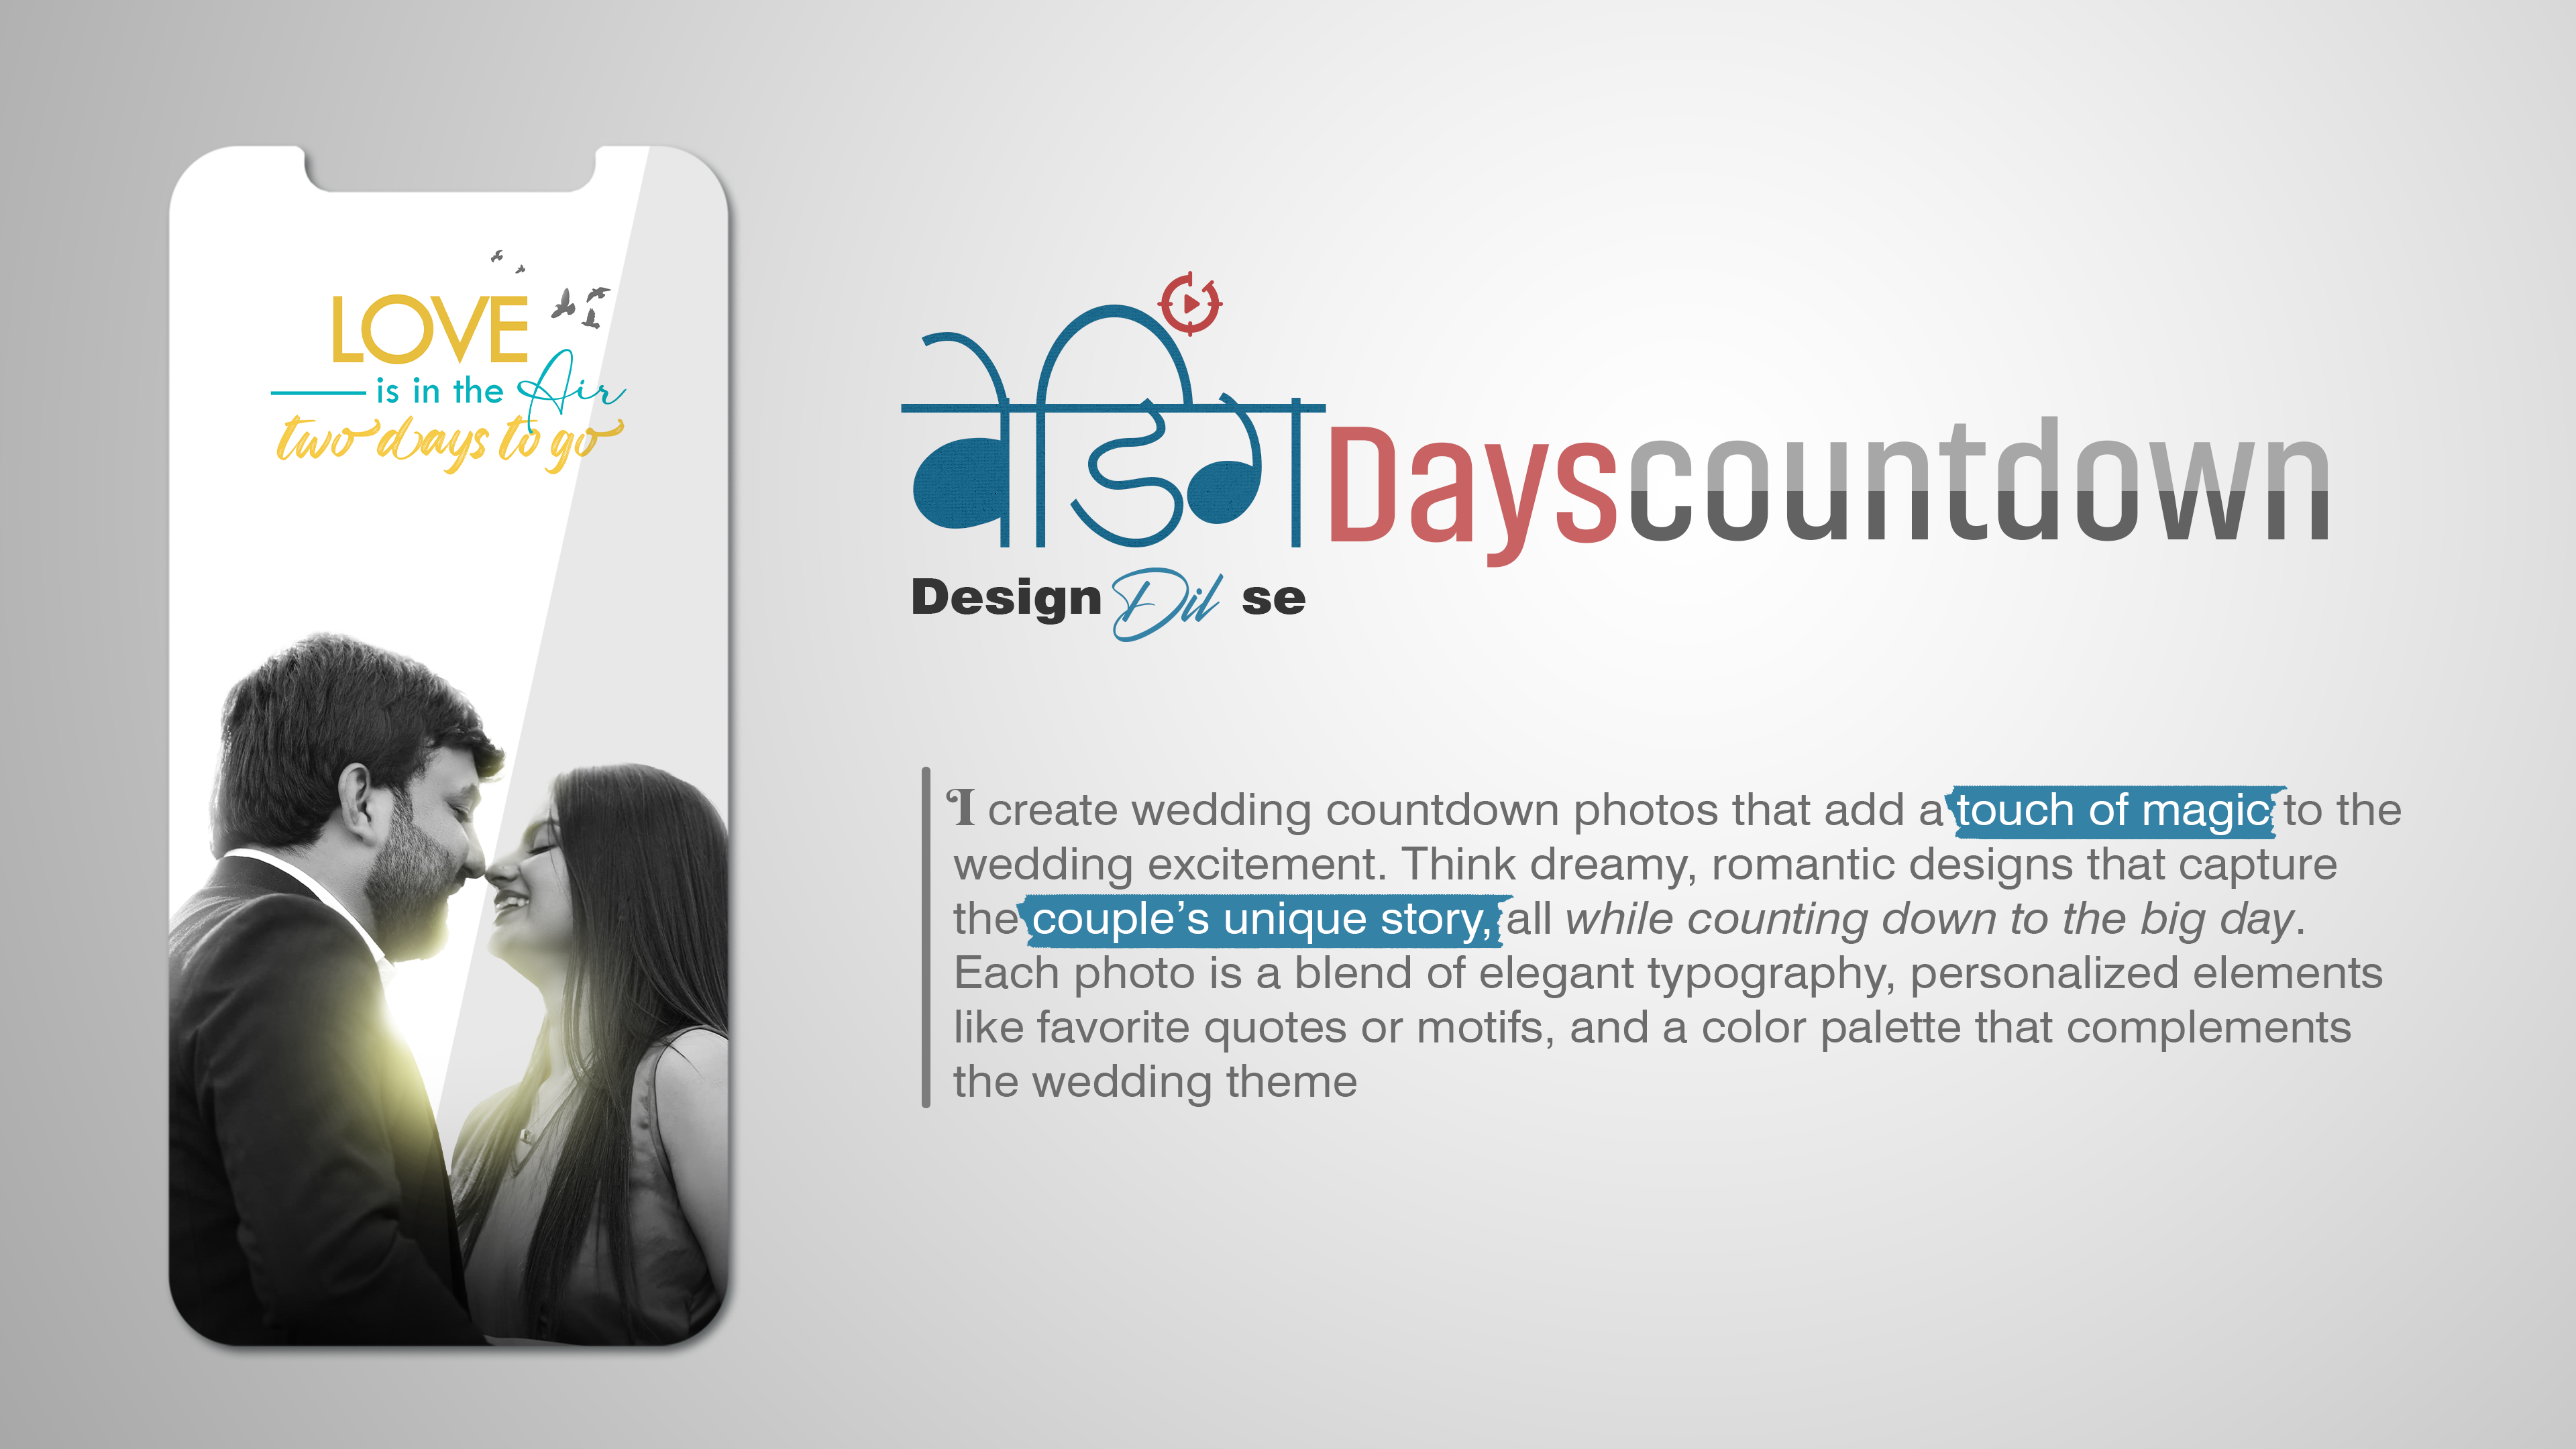 LOVE
is in the Air
two days to go
वेडिंग Days countdown
Design Dil se
I create wedding countdown photos that add a touch of magic to the
wedding excitement. Think dreamy, romantic designs that capture
the couple’s unique story, all while counting down to the big day.
Each photo is a blend of elegant typography, personalized elements
like favorite quotes or motifs, and a color palette that complements
the wedding theme